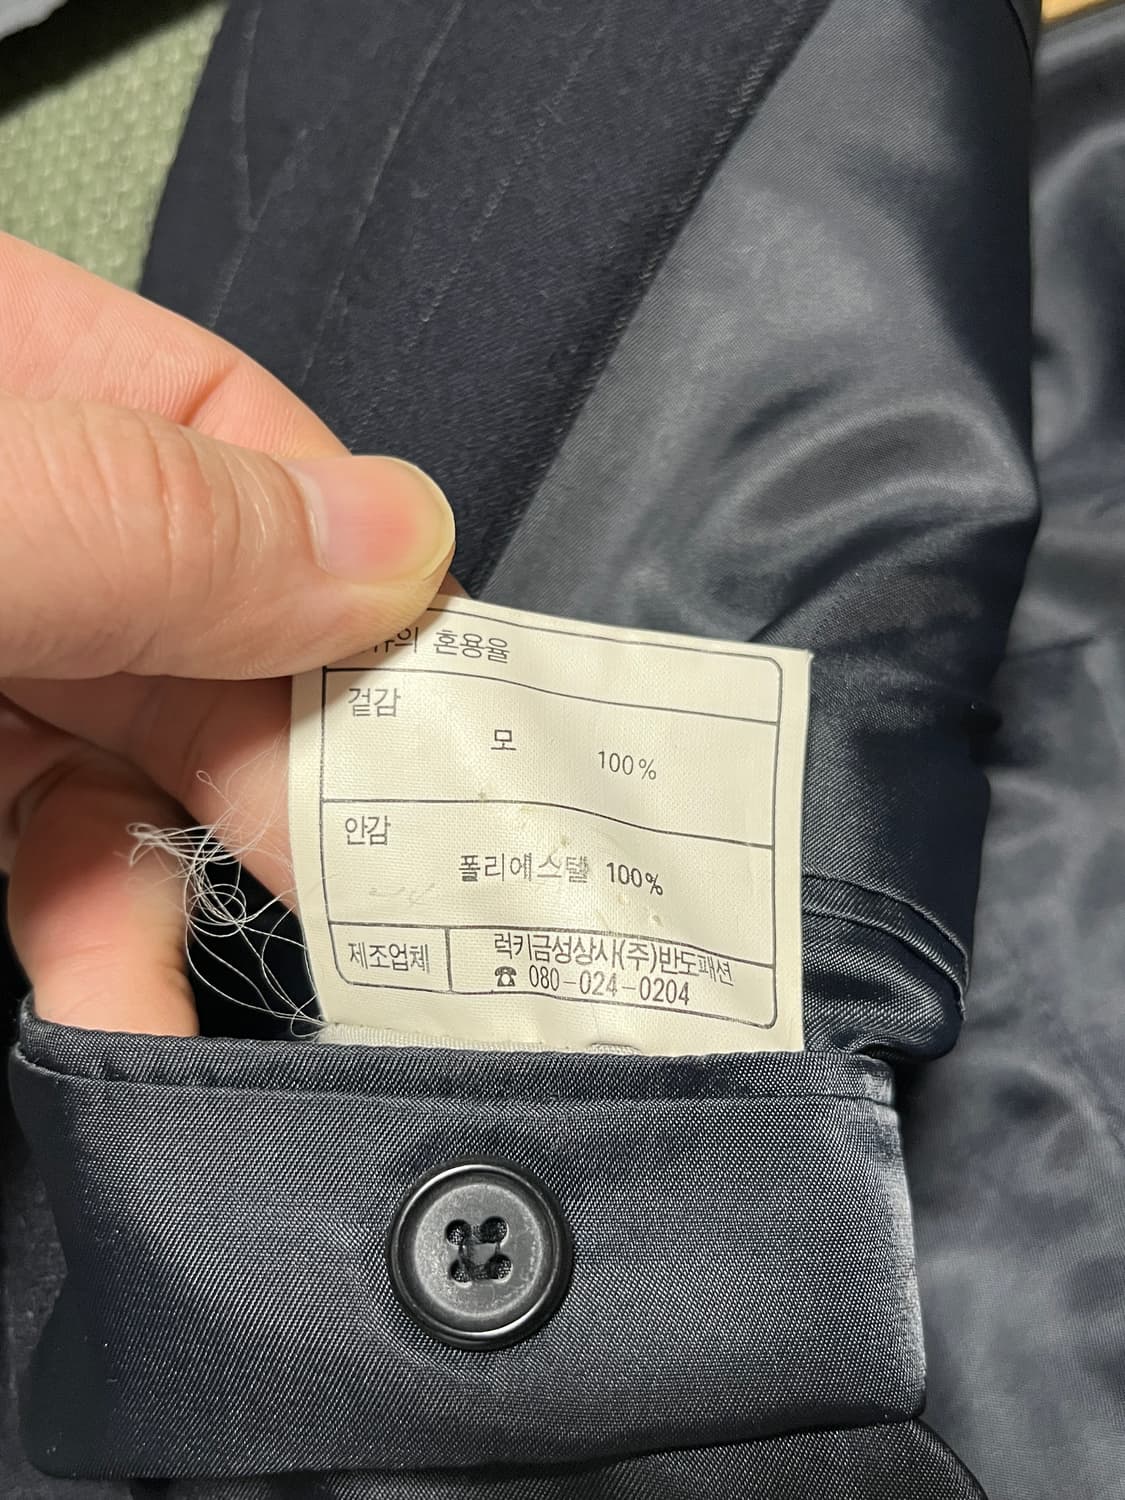 혼용율
겉감
모 100%
안감
폴리에스텔 100%
제조업체 럭키금성상사(주)반도패션
☎ 080-024-0204